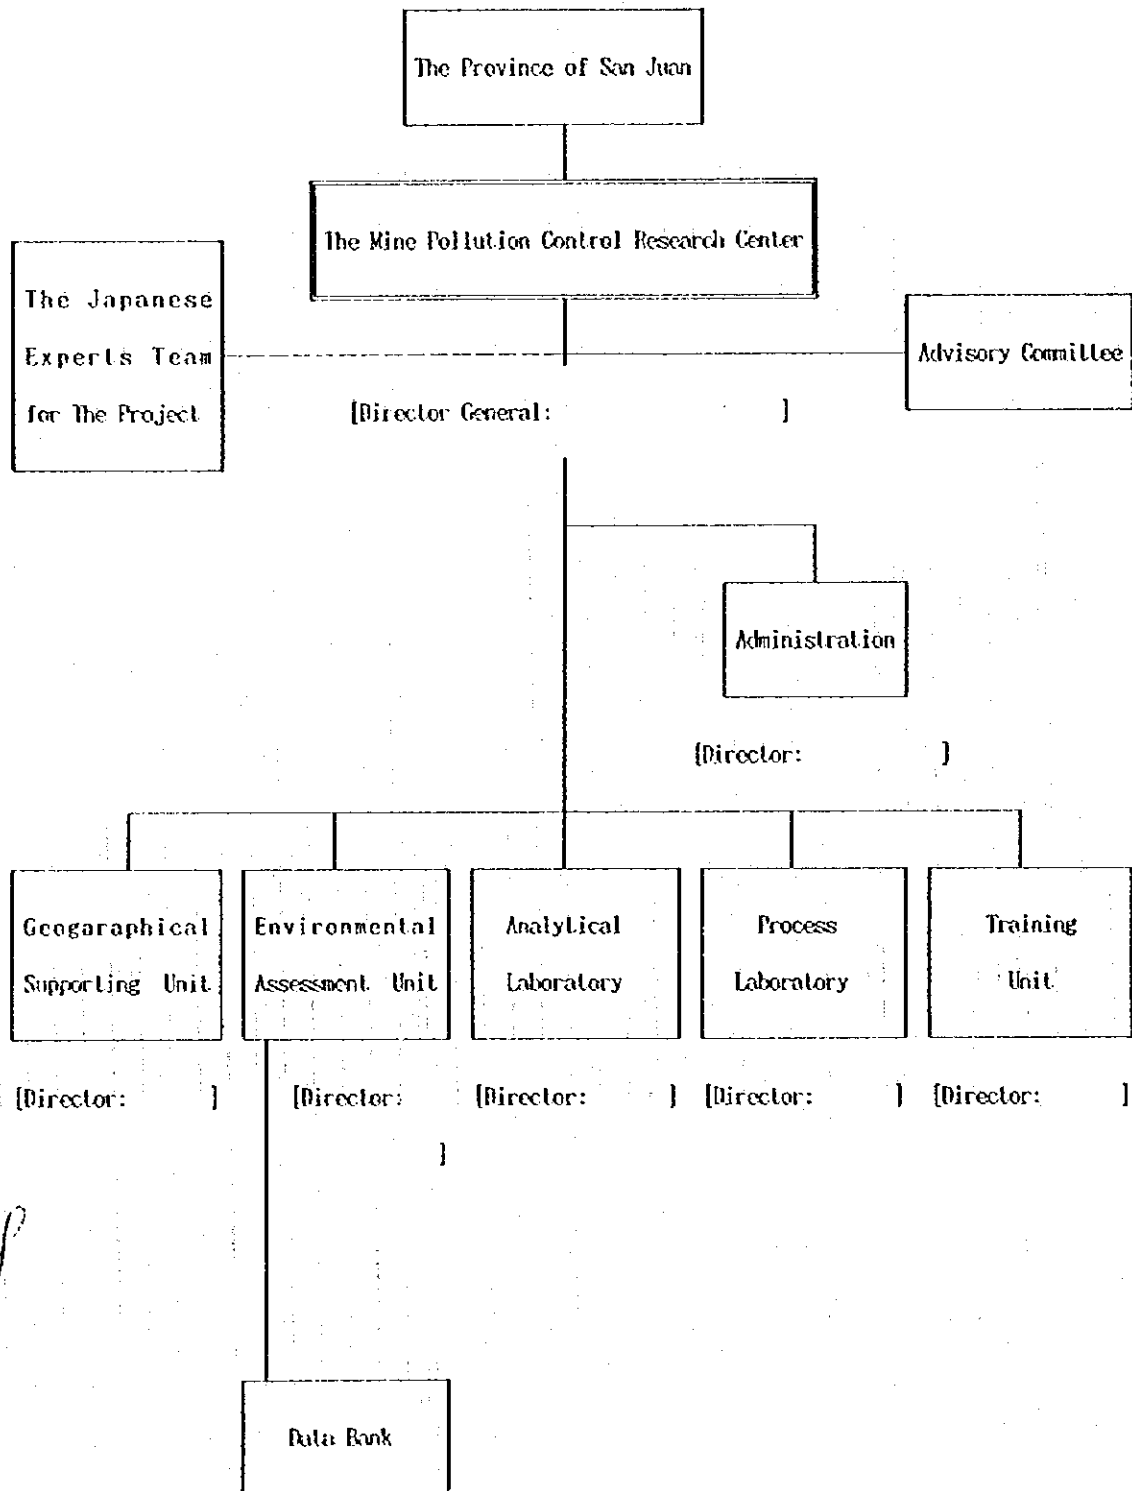 The Province of San Juan
The Mine Pollution Control Research Center
The Japanese
Experts Team
for The Project
Advisory Committee
[Director General: ]
Administration
[Director: ]
Geogaraphical
Supporting Unit
Environmental
Assessment Unit
Analytical
Laboratory
Process
Laboratory
Training
Unit
[Director: ]
[Director:
]
[Director: ]
[Director: ]
[Director: ]
Data Bank